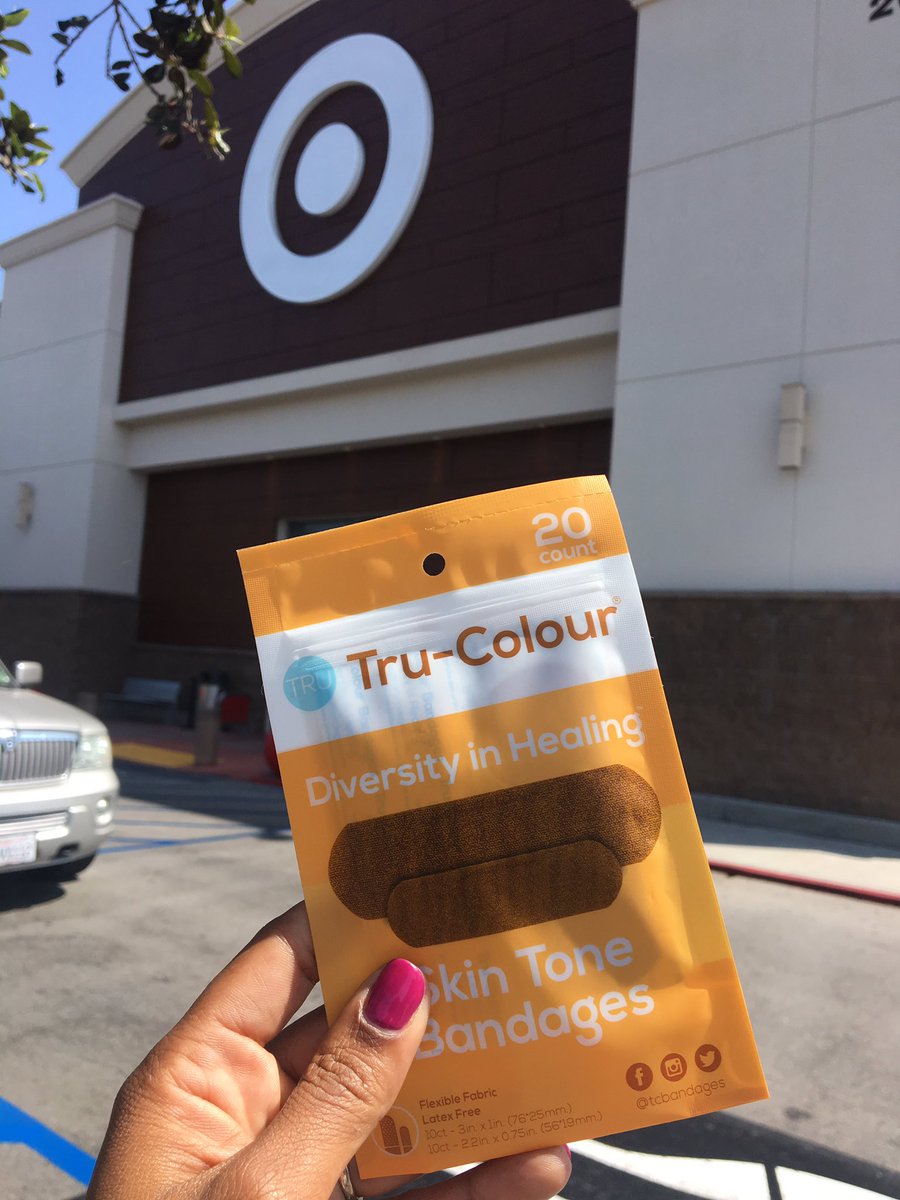 20
count
TRU
Tru-Colour®
Diversity in Healing
Skin Tone
Bandages
@tcbandages
Flexible Fabric
Latex Free
10ct - 3in. x 1in. (76*25mm.)
10ct - 2.2in. x 0.75in. (56*19mm.)